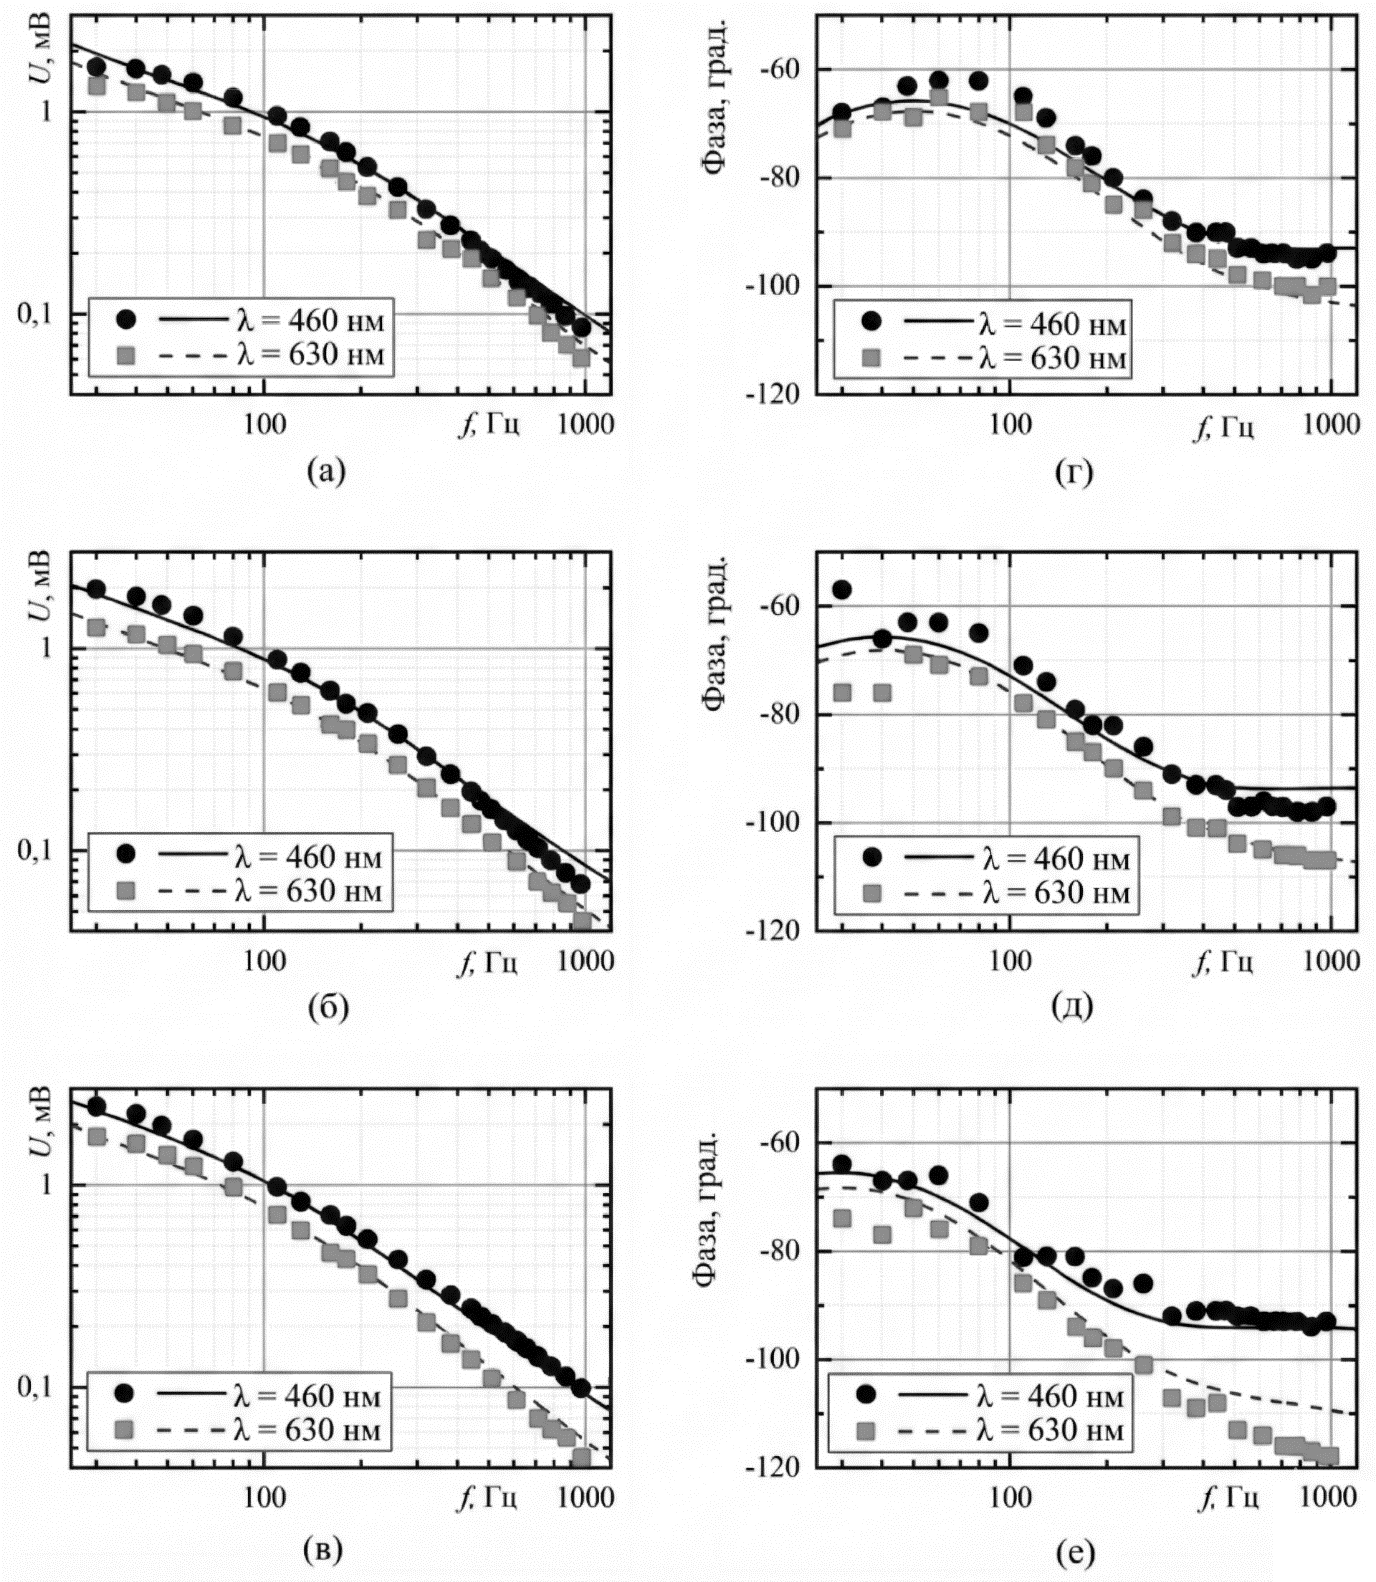 U, мВ
1
0,1
λ = 460 нм
λ = 630 нм
100
f, Гц
1000
(а)
Фаза, град.
-60
-80
-100
-120
λ = 460 нм
λ = 630 нм
100
f, Гц
1000
(г)
U, мВ
1
0,1
λ = 460 нм
λ = 630 нм
100
f, Гц
1000
(б)
Фаза, град.
-60
-80
-100
-120
λ = 460 нм
λ = 630 нм
100
f, Гц
1000
(д)
U, мВ
1
0,1
λ = 460 нм
λ = 630 нм
100
f, Гц
1000
(в)
Фаза, град.
-60
-80
-100
-120
λ = 460 нм
λ = 630 нм
100
f, Гц
1000
(е)